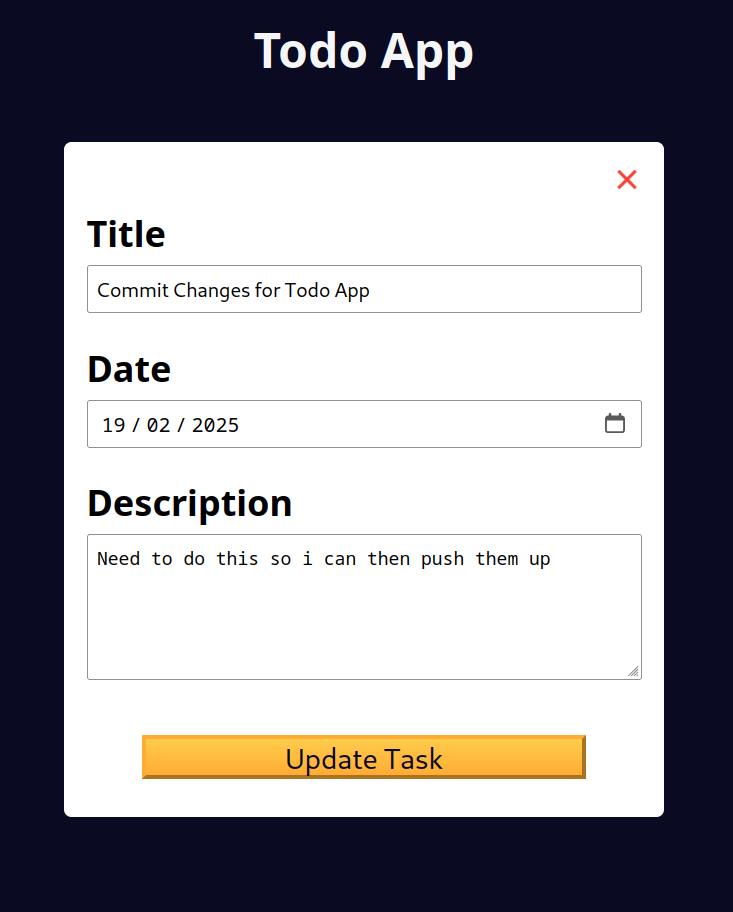 Todo App
Title
Commit Changes for Todo App
Date
19 / 02 / 2025
Description
Need to do this so i can then push them up
Update Task